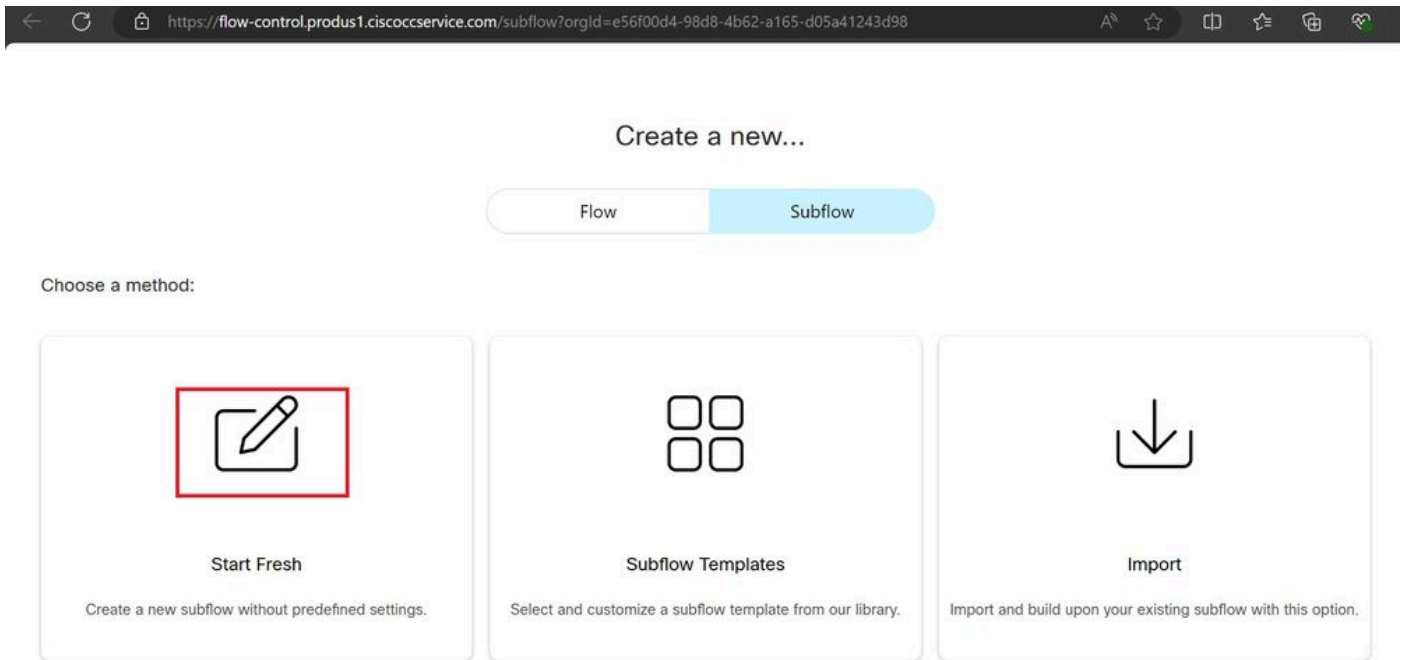 https://flow-control.produs1.ciscoccservice.com/subflow?orgId=e56f00d4-98d8-4b62-a165-d05a41243d98
Create a new...
Flow Subflow
Choose a method:
Start Fresh Subflow Templates Import
Create a new subflow without predefined settings. Select and customize a subflow template from our library. Import and build upon your existing subflow with this option.